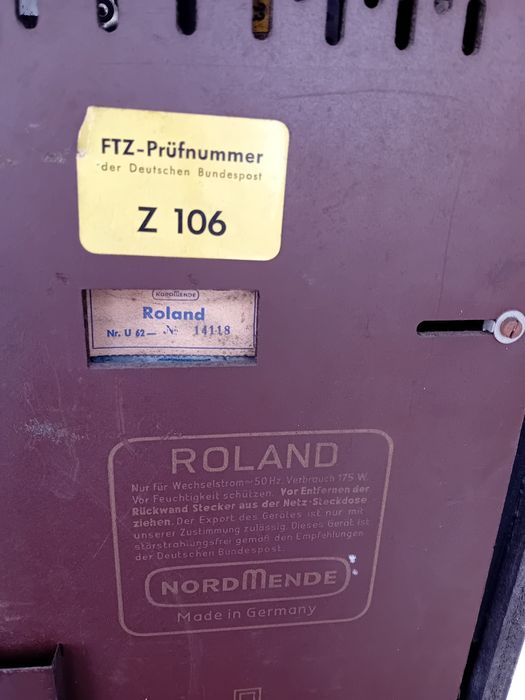 FTZ-Prüfnummer
der Deutschen Bundespost
Z 106
NORDMENDE
Roland
Nr. U 62— № 14118
ROLAND
Nur für Wechselstrom ~ 50 Hz. Verbrauch 175 W.
Vor Feuchtigkeit schützen. Vor Entfernen der
Rückwand Stecker aus der Netz-Steckdose
ziehen. Der Export des Gerätes ist nur mit
unserer Zustimmung zulässig. Dieses Gerät ist
störstrahlungsfrei gemäß den Empfehlungen
der Deutschen Bundespost.
NORDMENDE
Made in Germany